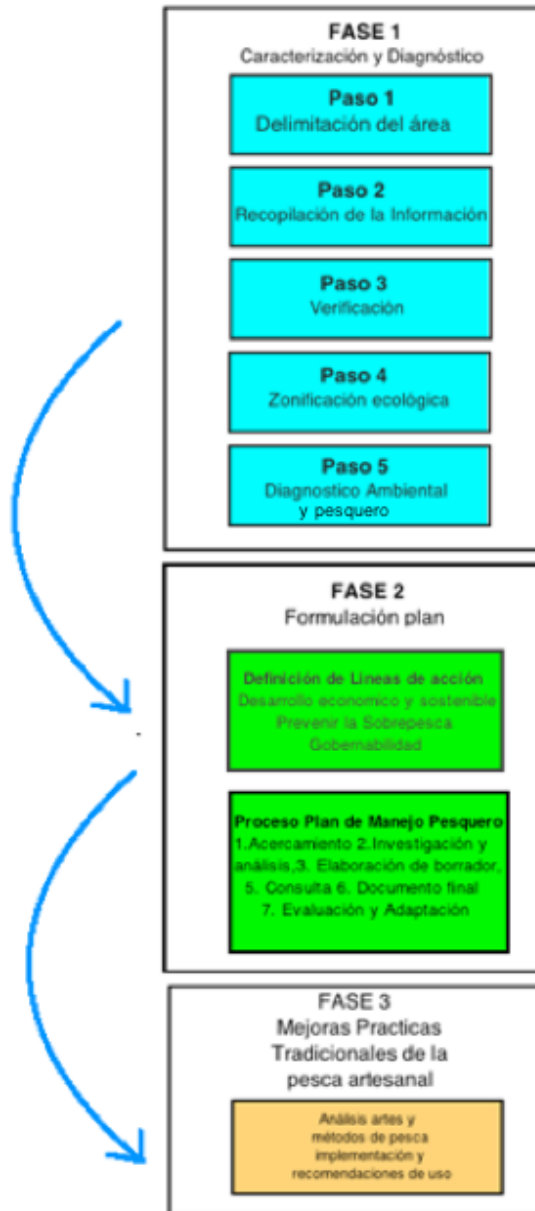 FASE 1
Caracterización y Diagnóstico
Paso 1
Delimitación del área
Paso 2
Recopilación de la Información
Paso 3
Verificación
Paso 4
Zonificación ecológica
Paso 5
Diagnostico Ambiental
y pesquero
FASE 2
Formulación plan
Definición de Lineas de acción
Desarrollo economico y sostenible
Prevenir la Sobrepesca
Gobernabilidad
Proceso Plan de Manejo Pesquero
1.Acercamiento 2.Investigación y
análisis,3. Elaboración de borrador,
5. Consulta 6. Documento final
7. Evaluación y Adaptación
FASE 3
Mejoras Practicas
Tradicionales de la
pesca artesanal
Análisis artes y
métodos de pesca
implementación y
recomendaciones de uso